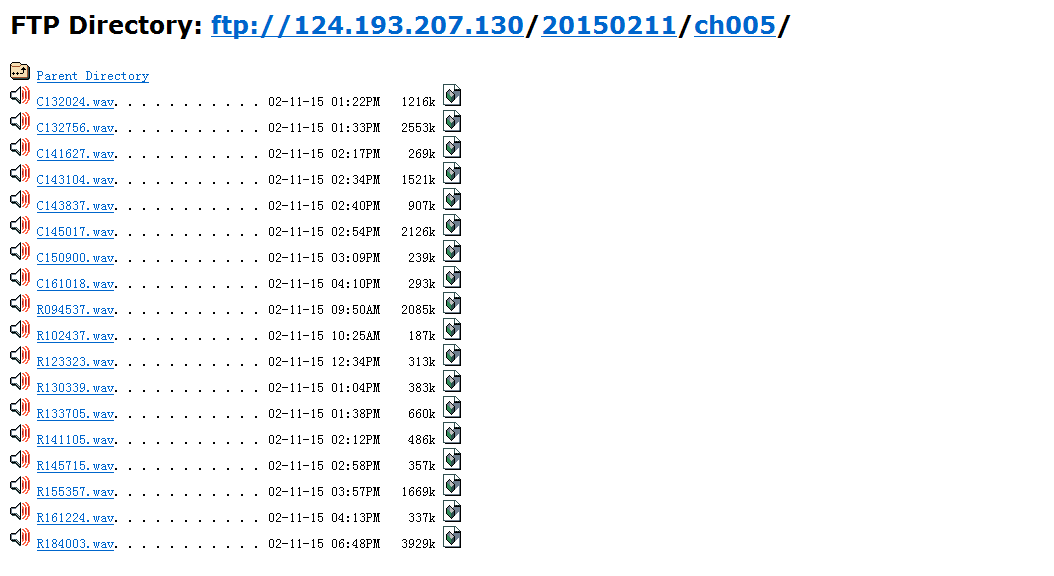 FTP Directory: ftp://124.193.207.130/20150211/ch005/
Parent Directory
C132024.wav. . . . . . . . . . . . 02-11-15 01:22PM 1216k
C132756.wav. . . . . . . . . . . . 02-11-15 01:33PM 2553k
C141627.wav. . . . . . . . . . . . 02-11-15 02:17PM 269k
C143104.wav. . . . . . . . . . . . 02-11-15 02:34PM 1521k
C143837.wav. . . . . . . . . . . . 02-11-15 02:40PM 907k
C145017.wav. . . . . . . . . . . . 02-11-15 02:54PM 2126k
C150900.wav. . . . . . . . . . . . 02-11-15 03:09PM 239k
C161018.wav. . . . . . . . . . . . 02-11-15 04:10PM 293k
R094537.wav. . . . . . . . . . . . 02-11-15 09:50AM 2085k
R102437.wav. . . . . . . . . . . . 02-11-15 10:25AM 187k
R123323.wav. . . . . . . . . . . . 02-11-15 12:34PM 313k
R130339.wav. . . . . . . . . . . . 02-11-15 01:04PM 383k
R133705.wav. . . . . . . . . . . . 02-11-15 01:38PM 660k
R141105.wav. . . . . . . . . . . . 02-11-15 02:12PM 486k
R145715.wav. . . . . . . . . . . . 02-11-15 02:58PM 357k
R155357.wav. . . . . . . . . . . . 02-11-15 03:57PM 1669k
R161224.wav. . . . . . . . . . . . 02-11-15 04:13PM 337k
R184003.wav. . . . . . . . . . . . 02-11-15 06:48PM 3929k